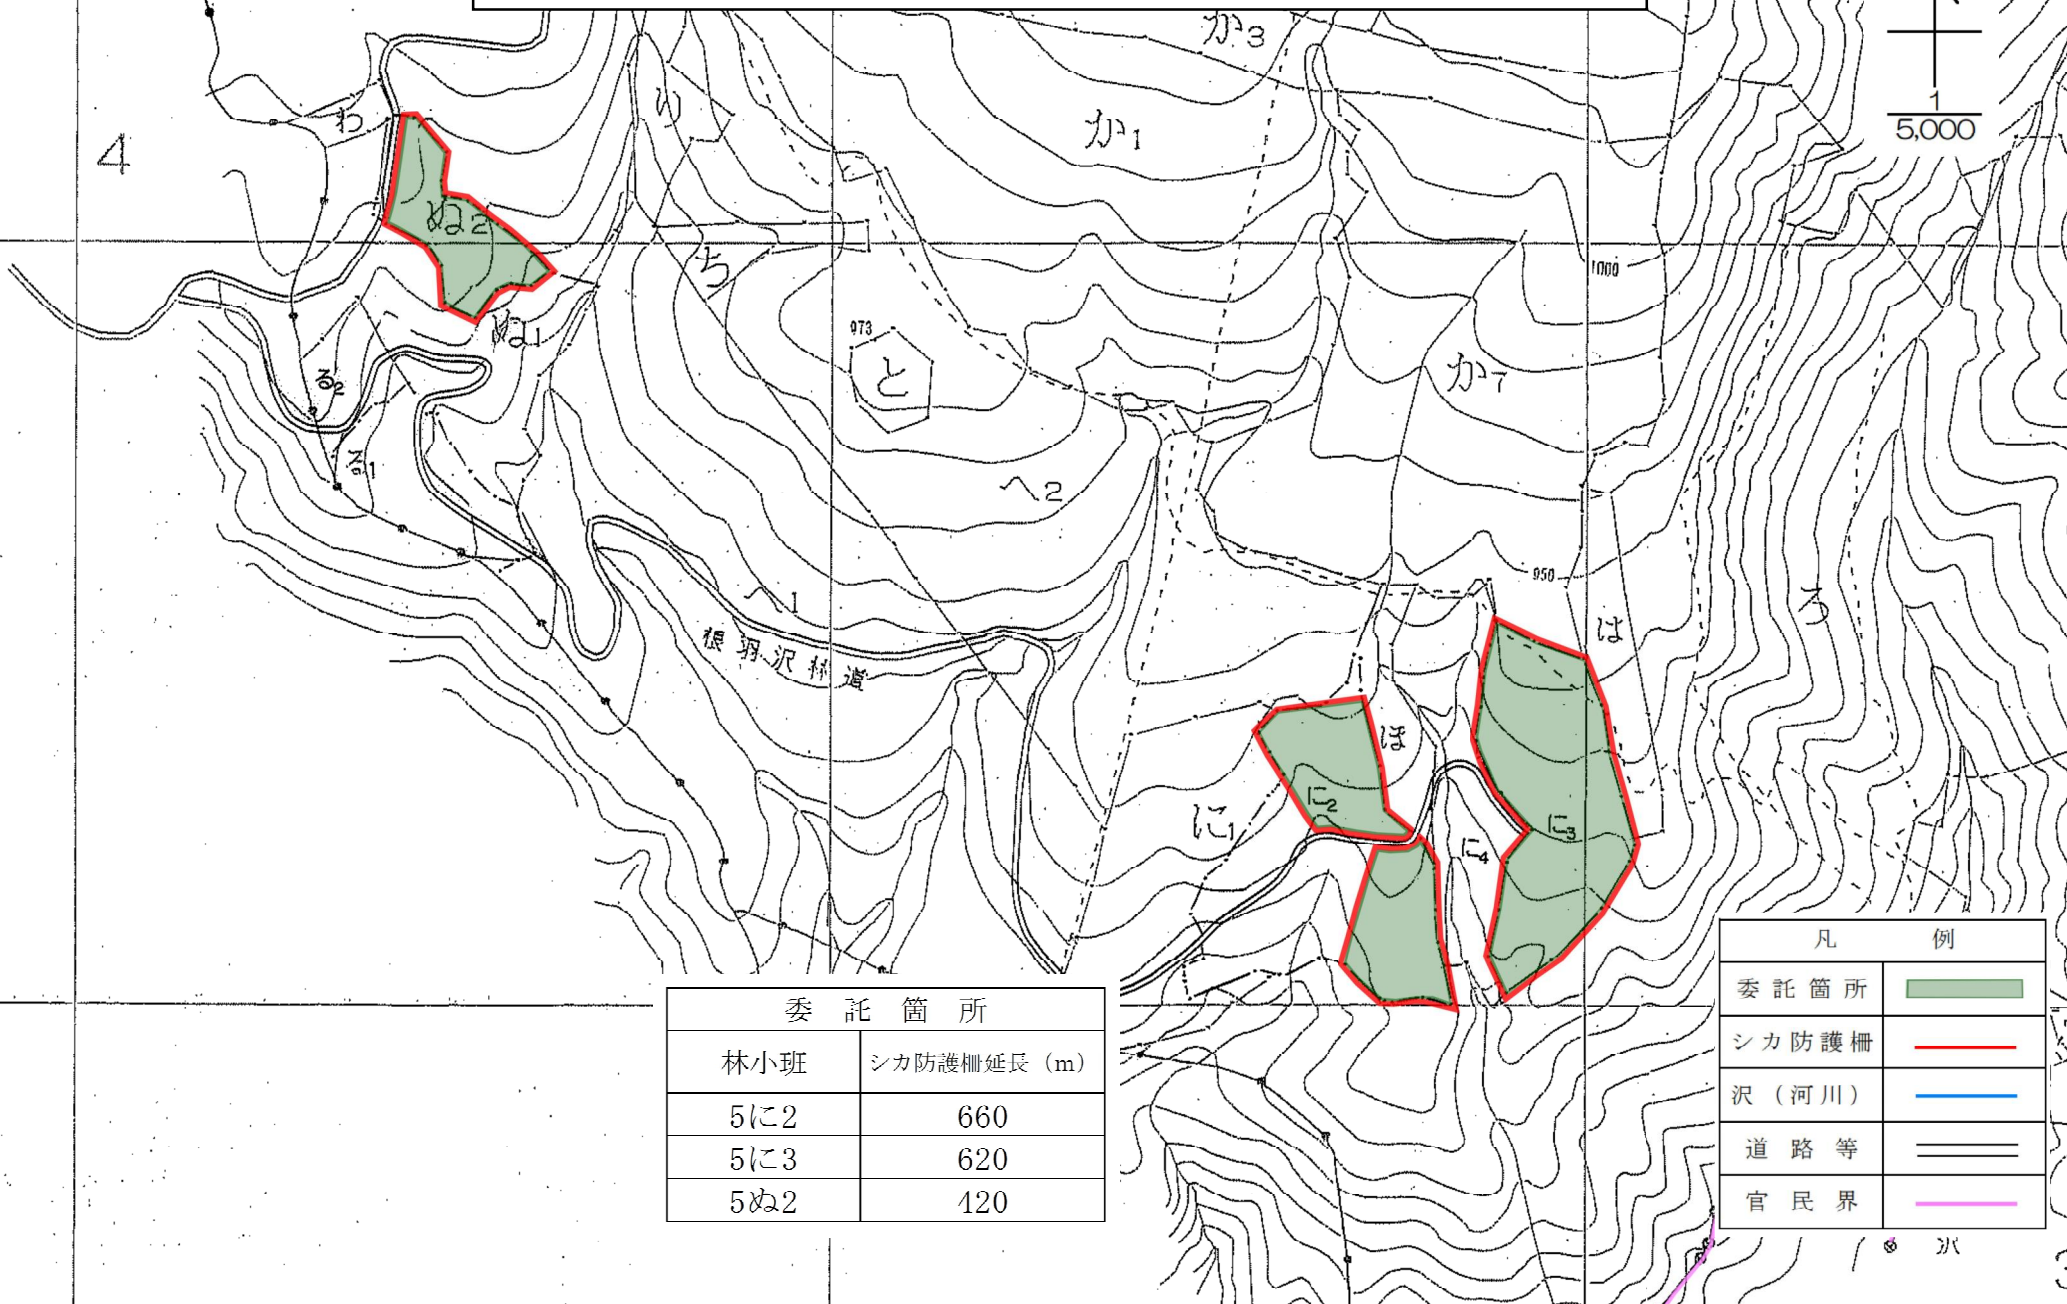 か3
1
5,000
り
わ
か1
4
ぬ2
ち
1000
ぬ1
973
と
か7
る2
る1
へ2
950
へ1
ろ
は
根羽沢林道
ほ
に2
に1
に3
に4
委託箇所
林小班 シカ防護柵延長（m）
5に2 660
5に3 620
5ぬ2 420
凡例
委託箇所
シカ防護柵
沢（河川）
道路等
官民界